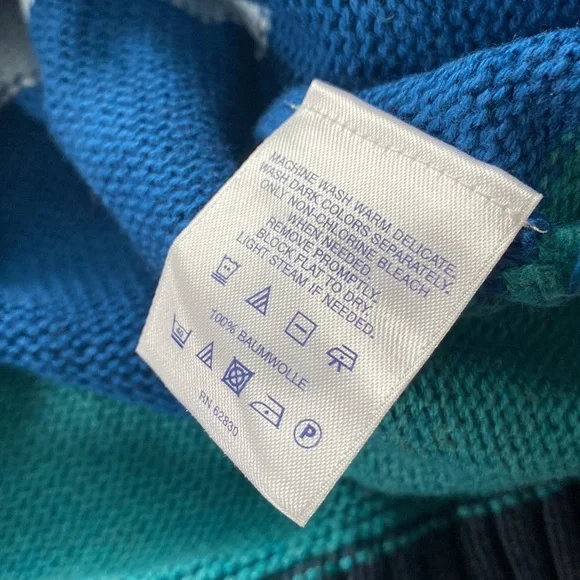 MACHINE WASH WARM, DELICATE.
WASH DARK COLORS SEPARATELY.
ONLY NON-CHLORINE BLEACH
WHEN NEEDED.
REMOVE PROMPTLY.
BLOCK FLAT TO DRY.
LIGHT STEAM IF NEEDED.
100% BAUMWOLLE
P
RN 62830